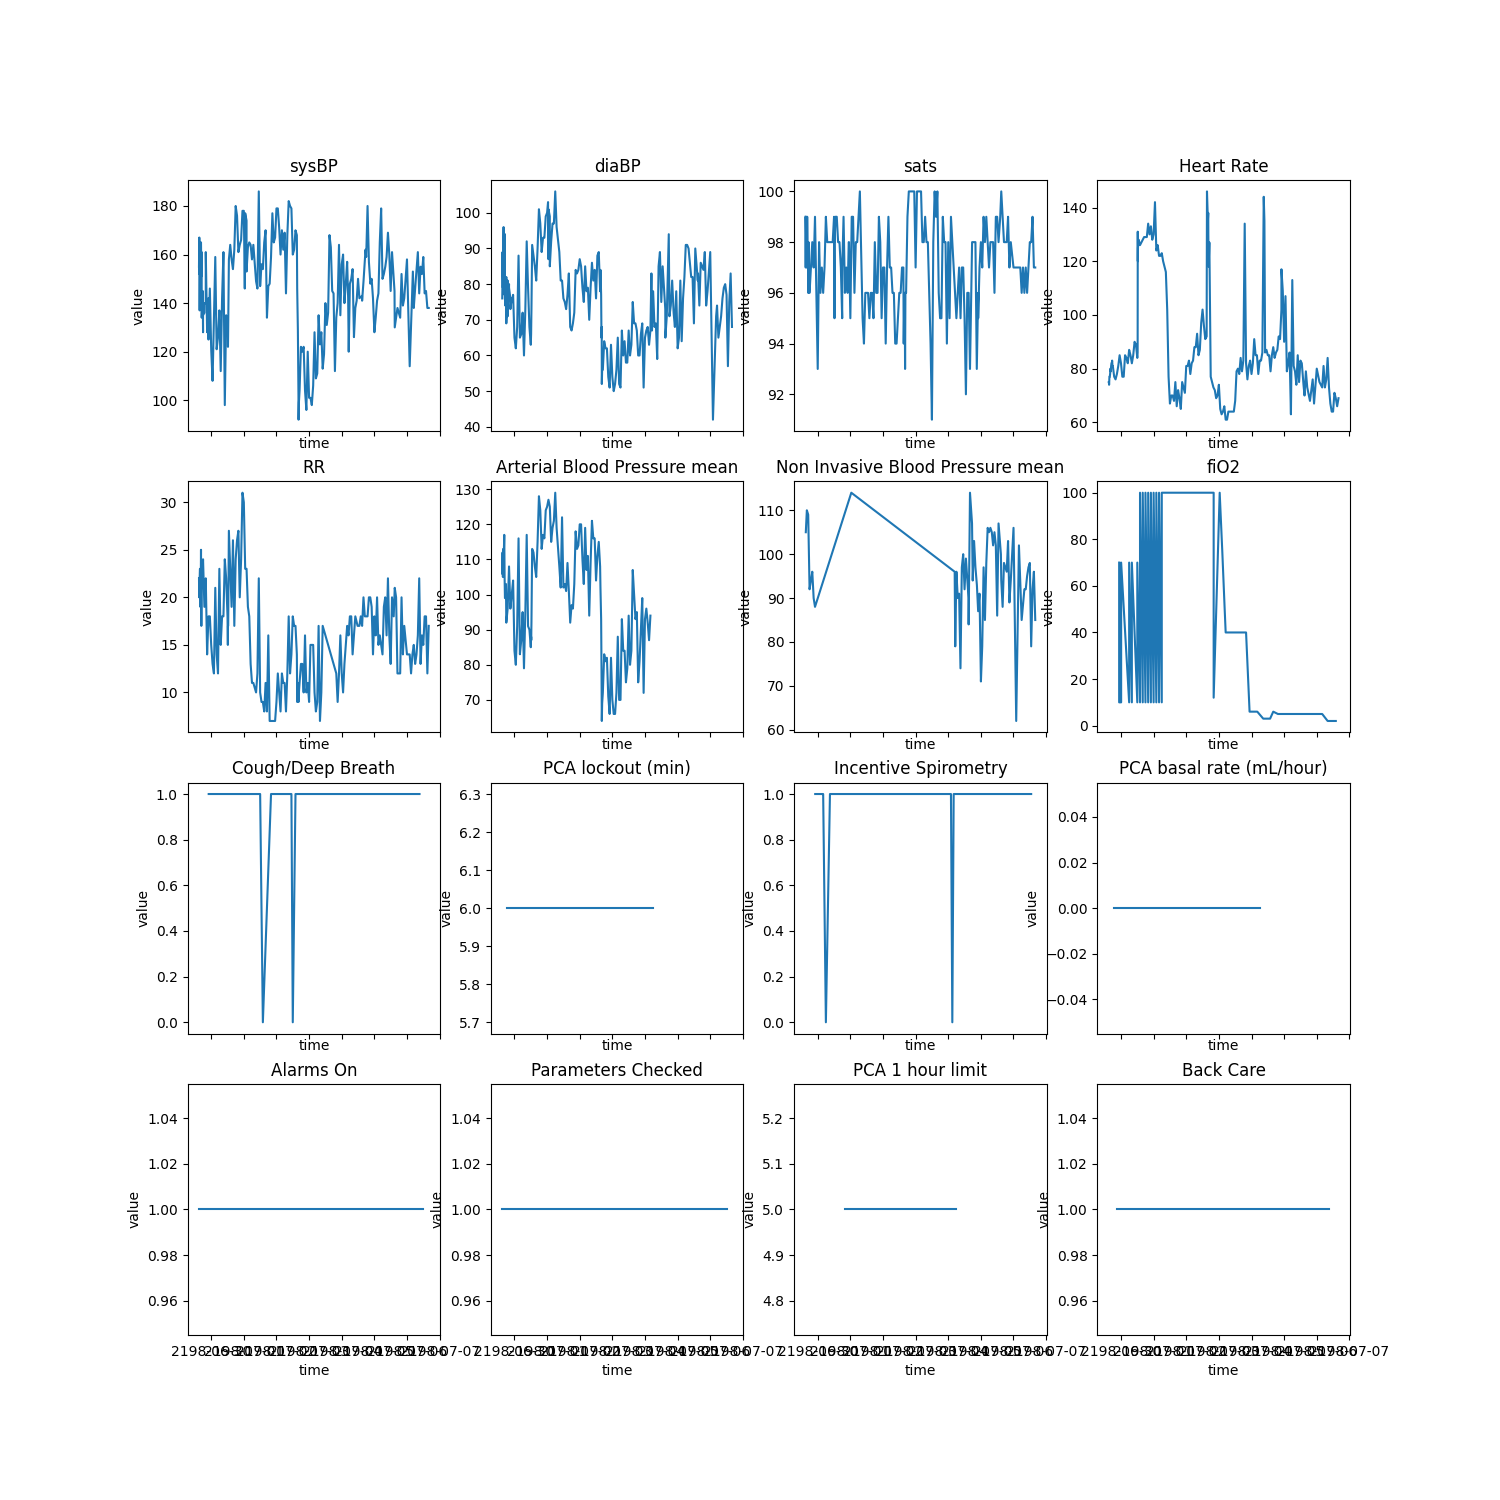 sysBP
diaBP
sats
Heart Rate
180
160
140
120
100
value
time
100
90
80
70
60
50
40
value
time
100
98
96
94
92
value
time
140
120
100
80
60
value
time
RR
Arterial Blood Pressure mean
Non Invasive Blood Pressure mean
fiO2
30
25
20
15
10
value
time
130
120
110
100
90
80
70
value
time
110
100
90
80
70
60
value
time
100
80
60
40
20
0
value
time
Cough/Deep Breath
PCA lockout (min)
Incentive Spirometry
PCA basal rate (mL/hour)
1.0
0.8
0.6
0.4
0.2
0.0
value
time
6.3
6.2
6.1
6.0
5.9
5.8
5.7
value
time
1.0
0.8
0.6
0.4
0.2
0.0
value
time
0.04
0.02
0.00
−0.02
−0.04
value
time
Alarms On
Parameters Checked
PCA 1 hour limit
Back Care
1.04
1.02
1.00
0.98
0.96
value
time
1.04
1.02
1.00
0.98
0.96
value
time
5.2
5.1
5.0
4.9
4.8
value
time
1.04
1.02
1.00
0.98
0.96
value
time